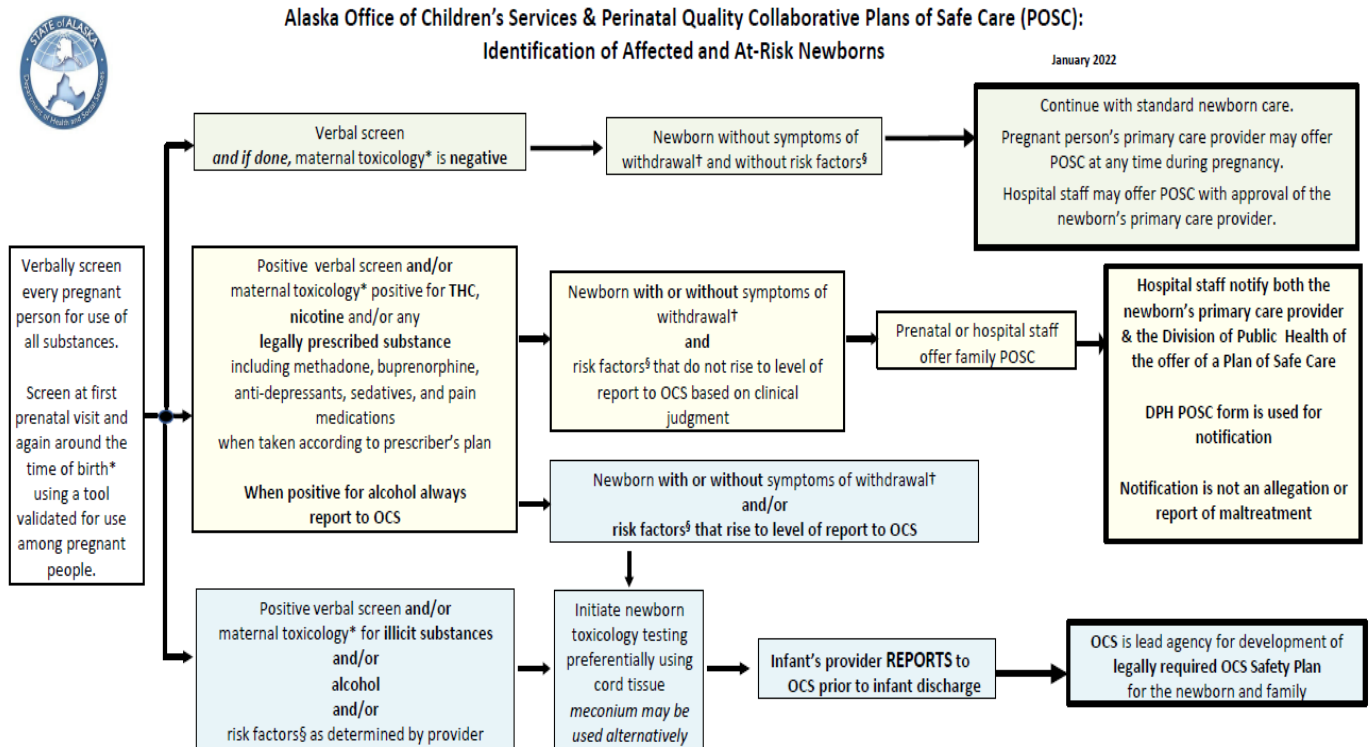 Alaska Office of Children's Services & Perinatal Quality Collaborative Plans of Safe Care (POSC):
Identification of Affected and At-Risk Newborns
January 2022
STATE of ALASKA
Department of Health and Social Services
Verbally screen
every pregnant
person for use of
all substances.
Screen at first
prenatal visit and
again around the
time of birth*
using a tool
validated for use
among pregnant
people.
Verbal screen
and if done, maternal toxicology* is negative
Newborn without symptoms of
withdrawal† and without risk factors§
Continue with standard newborn care.
Pregnant person's primary care provider may offer
POSC at any time during pregnancy.
Hospital staff may offer POSC with approval of the
newborn's primary care provider.
Positive verbal screen and/or
maternal toxicology* positive for THC,
nicotine and/or any
legally prescribed substance
including methadone, buprenorphine,
anti-depressants, sedatives, and pain
medications
when taken according to prescriber's plan
When positive for alcohol always
report to OCS
Newborn with or without symptoms of
withdrawal†
and
risk factors§ that do not rise to level of
report to OCS based on clinical
judgment
Prenatal or hospital staff
offer family POSC
Hospital staff notify both the
newborn's primary care provider
& the Division of Public Health of
the offer of a Plan of Safe Care
DPH POSC form is used for
notification
Notification is not an allegation or
report of maltreatment
Newborn with or without symptoms of withdrawal†
and/or
risk factors§ that rise to level of report to OCS
Positive verbal screen and/or
maternal toxicology* for illicit substances
and/or
alcohol
and/or
risk factors§ as determined by provider
Initiate newborn
toxicology testing
preferentially using
cord tissue
meconium may be
used alternatively
Infant's provider REPORTS to
OCS prior to infant discharge
OCS is lead agency for development of
legally required OCS Safety Plan
for the newborn and family